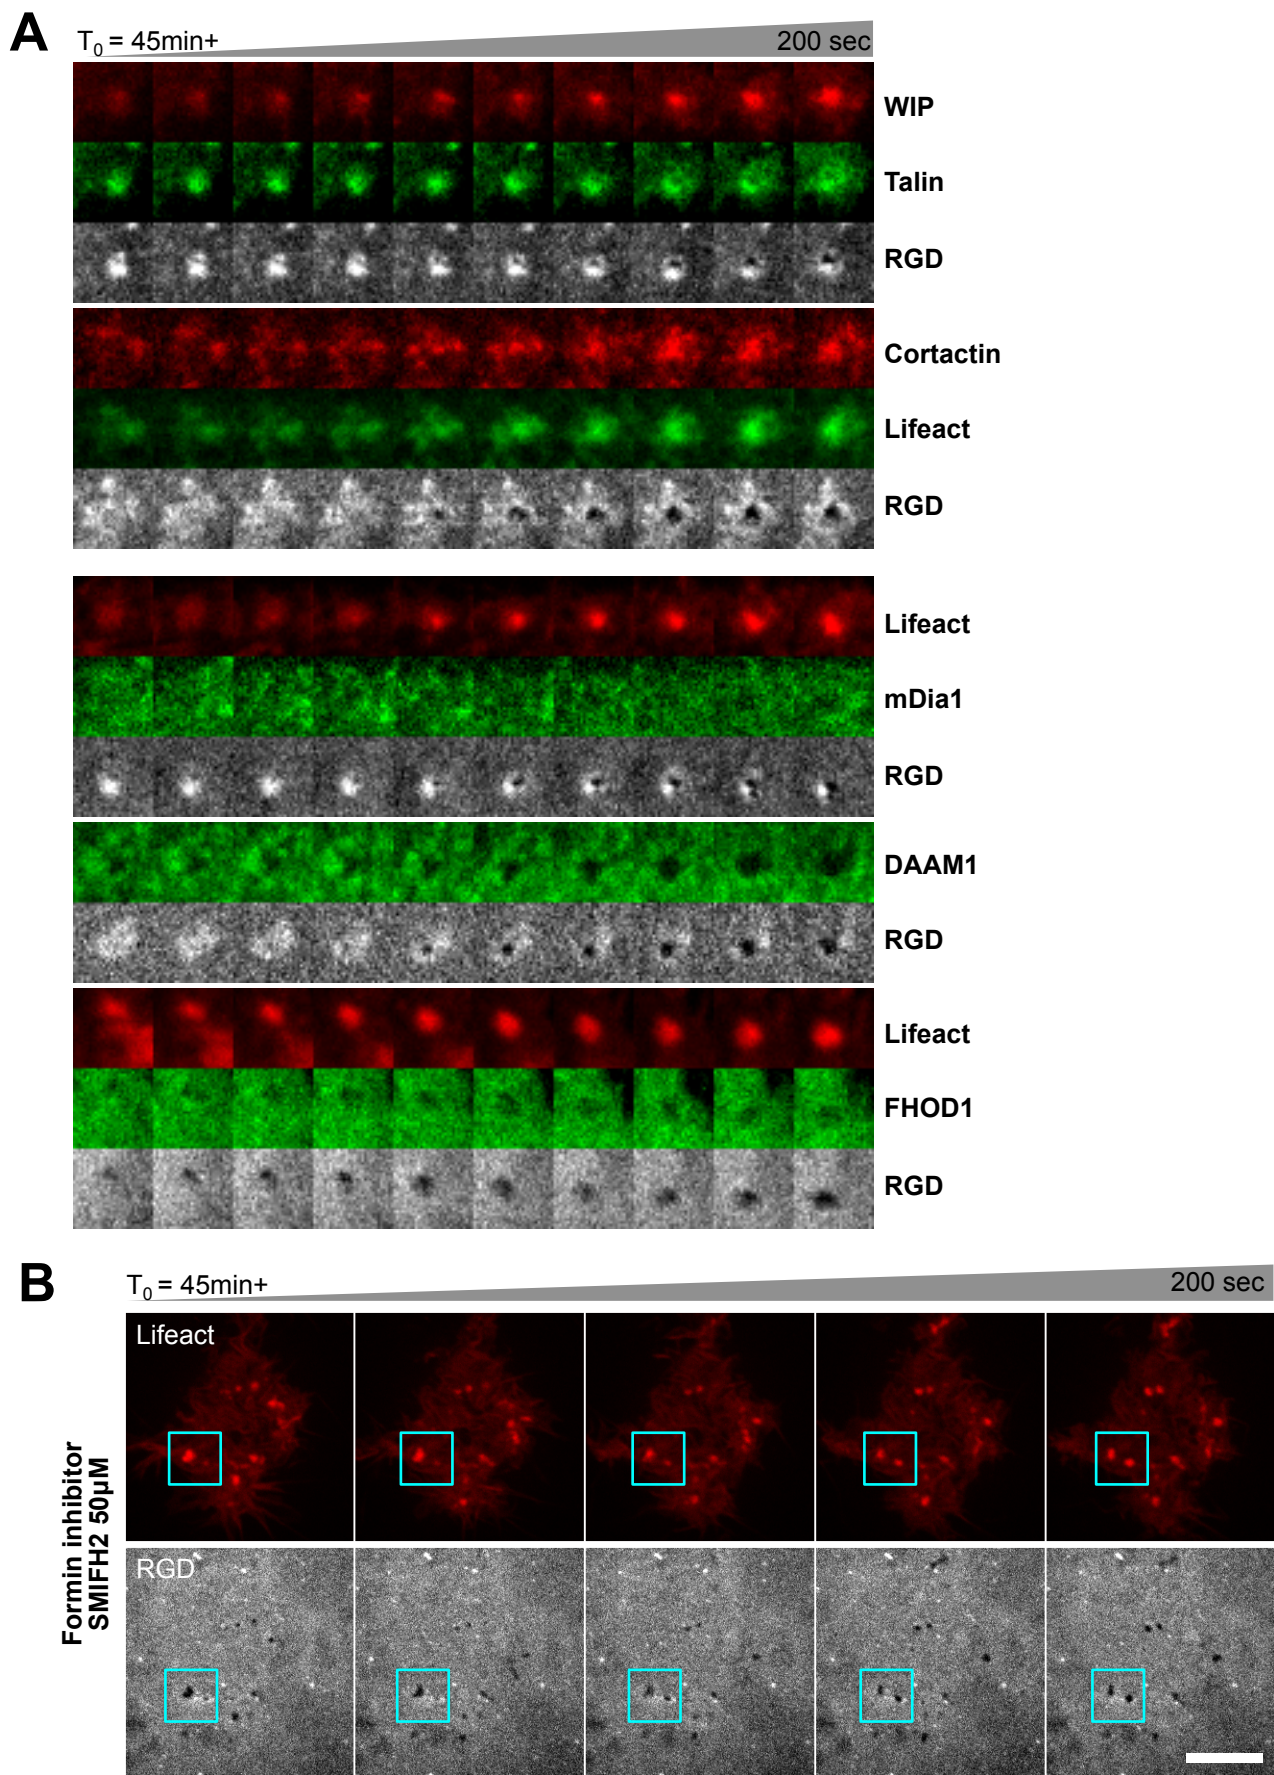 A
T0 = 45min+
200 sec
WIP
Talin
RGD
Cortactin
Lifeact
RGD
Lifeact
mDia1
RGD
DAAM1
RGD
Lifeact
FHOD1
RGD
B
T0 = 45min+
200 sec
Formin inhibitor
SMIFH2 50µM
Lifeact
RGD